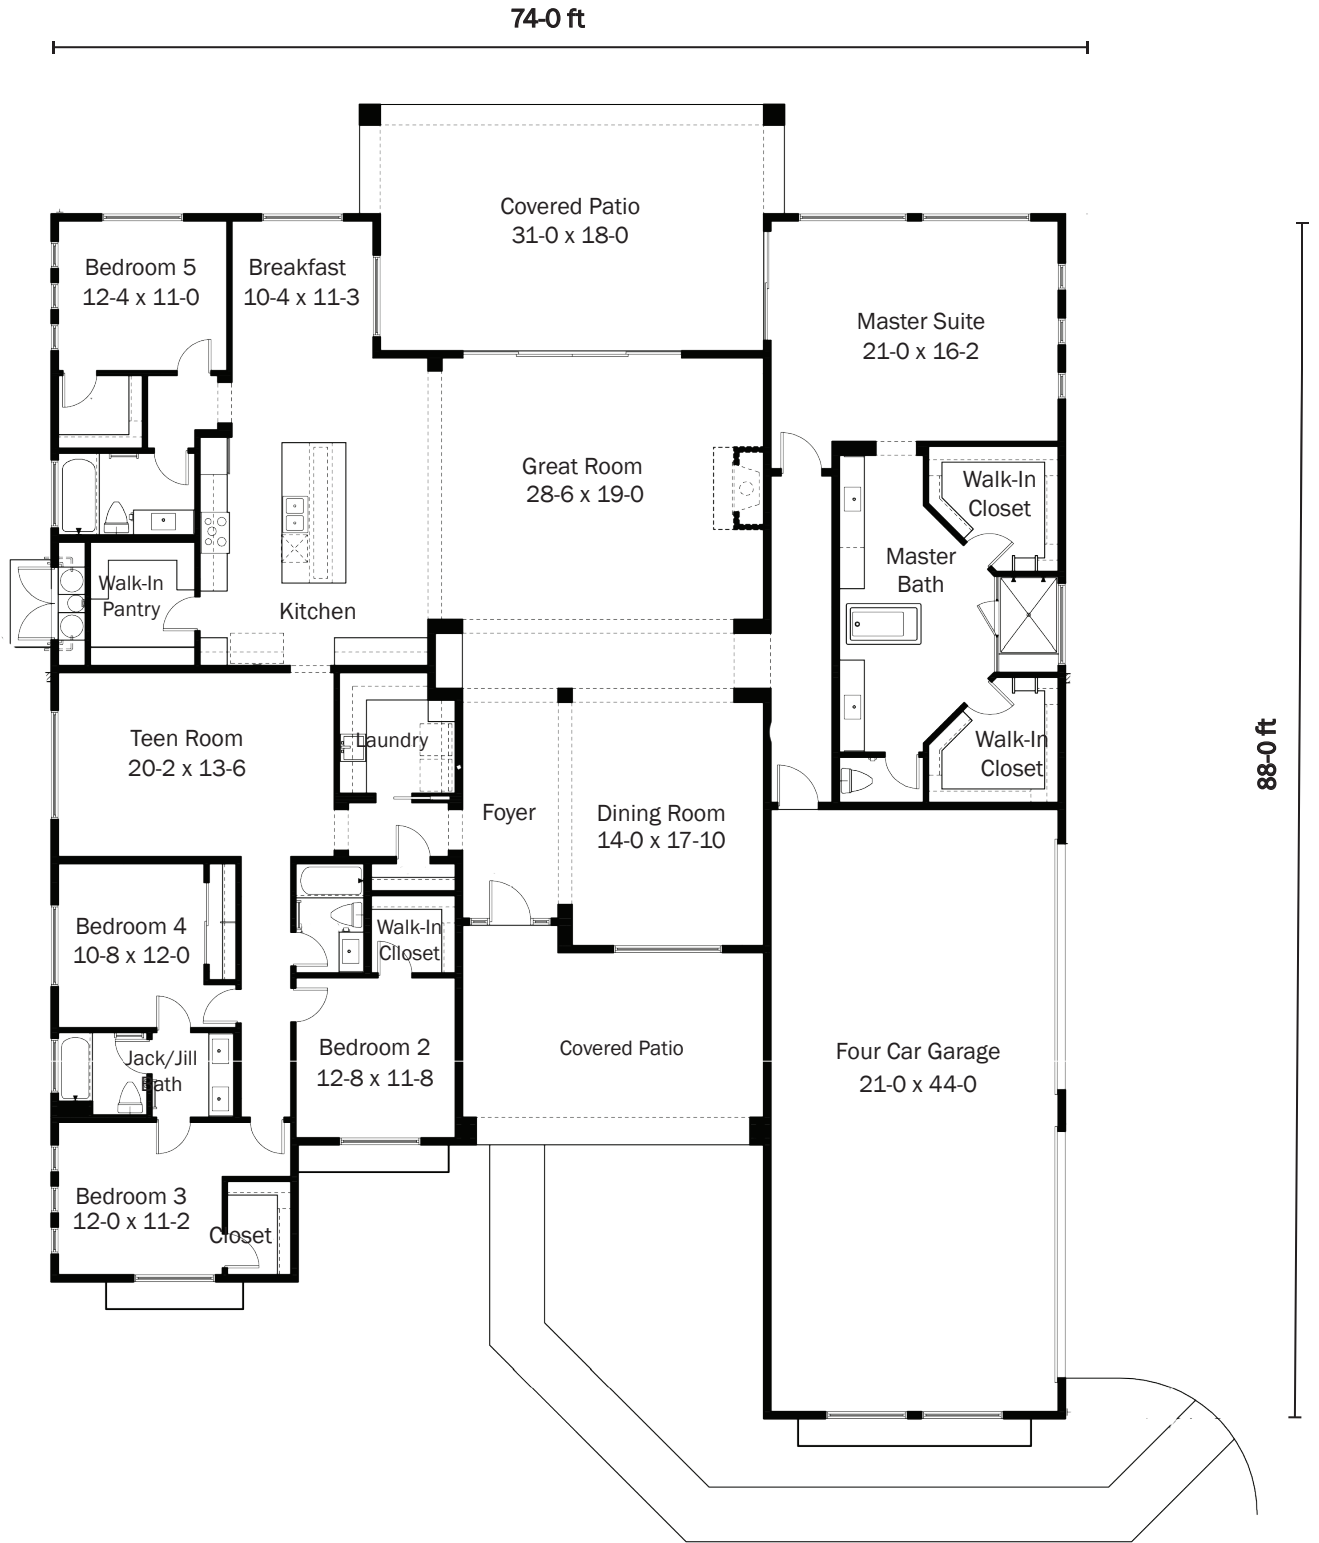 74-0 ft
Covered Patio
31-0 x 18-0
Bedroom 5
12-4 x 11-0
Breakfast
10-4 x 11-3
Master Suite
21-0 x 16-2
Great Room
28-6 x 19-0
Walk-In
Closet
Master
Bath
Walk-In
Pantry
Kitchen
Teen Room
20-2 x 13-6
Laundry
Walk-In
Closet
88-0 ft
Foyer
Dining Room
14-0 x 17-10
Bedroom 4
10-8 x 12-0
Walk-In
Clloset
Jack/Jill
Bath
Bedroom 2
12-8 x 11-8
Covered Patio
Four Car Garage
21-0 x 44-0
Bedroom 3
12-0 x 11-2
Closet